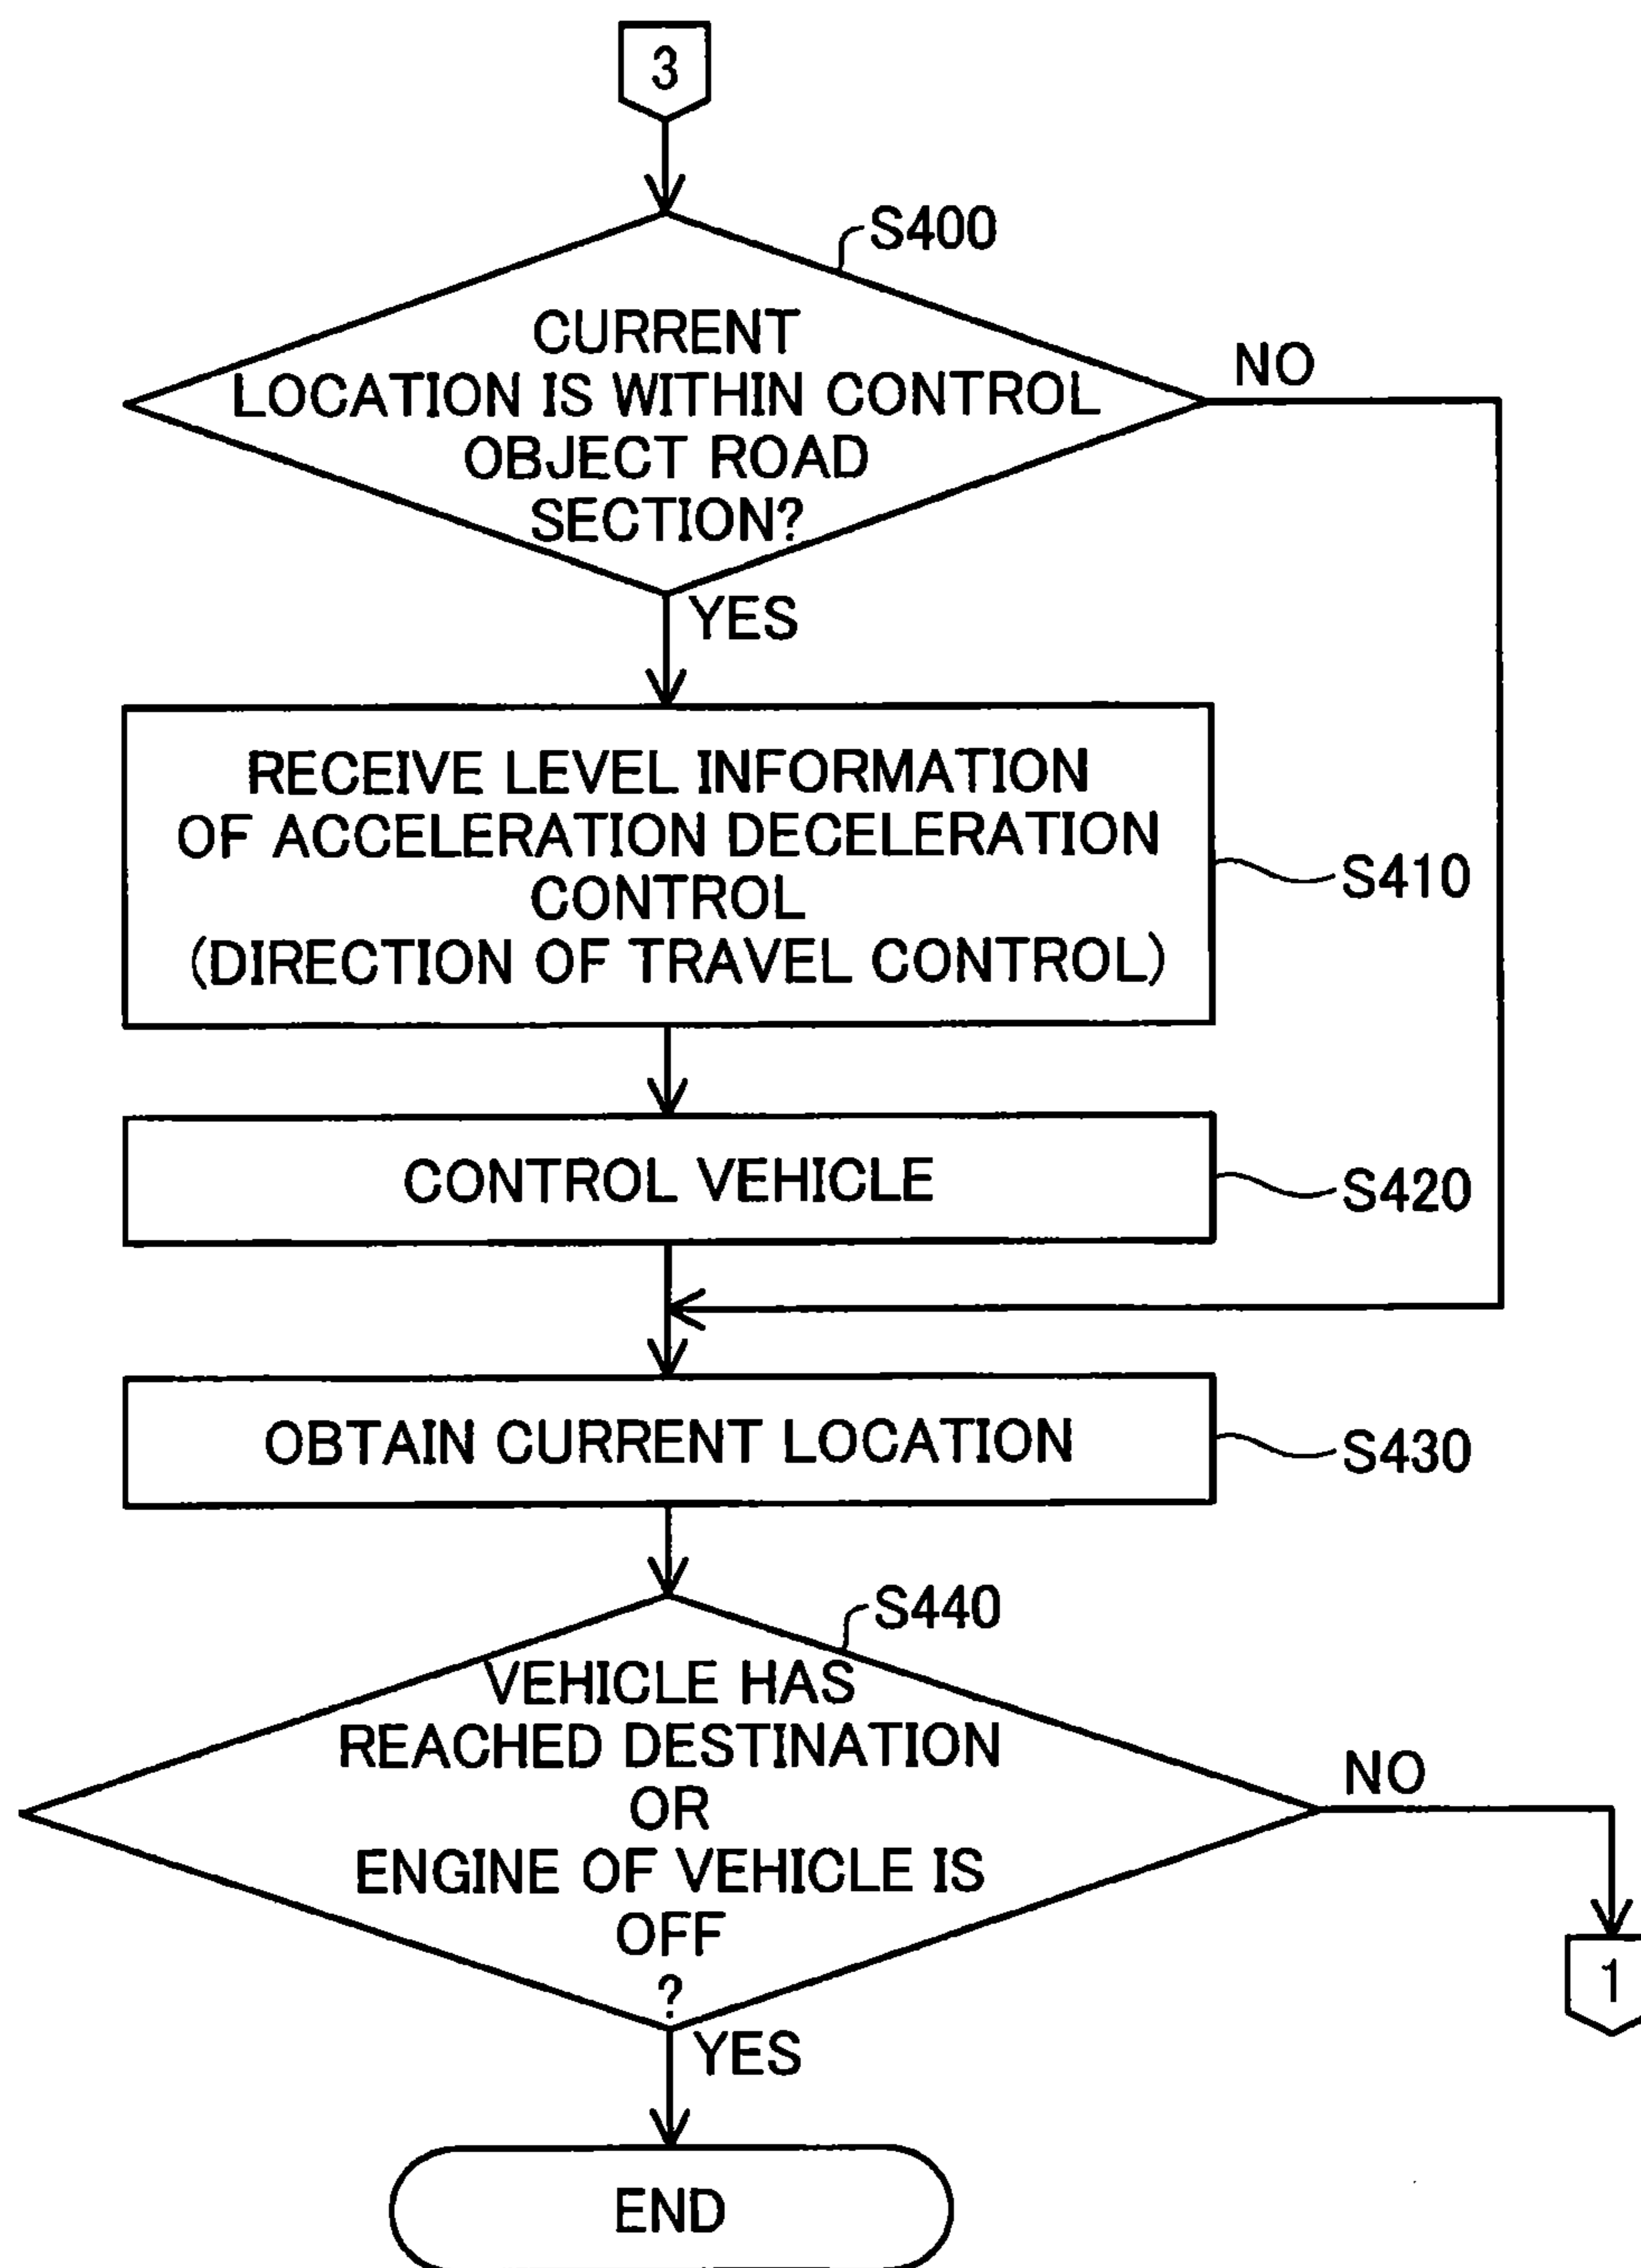 3
S400
CURRENT
LOCATION IS WITHIN CONTROL
OBJECT ROAD
SECTION?
NO
YES
RECEIVE LEVEL INFORMATION
OF ACCELERATION DECELERATION
CONTROL
(DIRECTION OF TRAVEL CONTROL)
S410
CONTROL VEHICLE
S420
OBTAIN CURRENT LOCATION
S430
S440
VEHICLE HAS
REACHED DESTINATION
OR
ENGINE OF VEHICLE IS
OFF
?
NO
1
YES
END